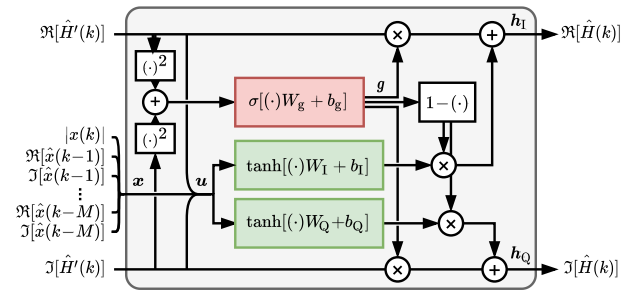 ℜ[Ĥ′(k)]
h_I
ℜ[Ĥ(k)]
(·)²
g
σ[(·)W_g + b_g]
1−(·)
(·)²
|x(k)|
ℜ[x̂(k−1)]
ℑ[x̂(k−1)]
⋮
ℜ[x̂(k−M)]
ℑ[x̂(k−M)]
x
u
tanh[(·)W_I + b_I]
tanh[(·)W_Q+b_Q]
ℑ[Ĥ′(k)]
h_Q
ℑ[Ĥ(k)]